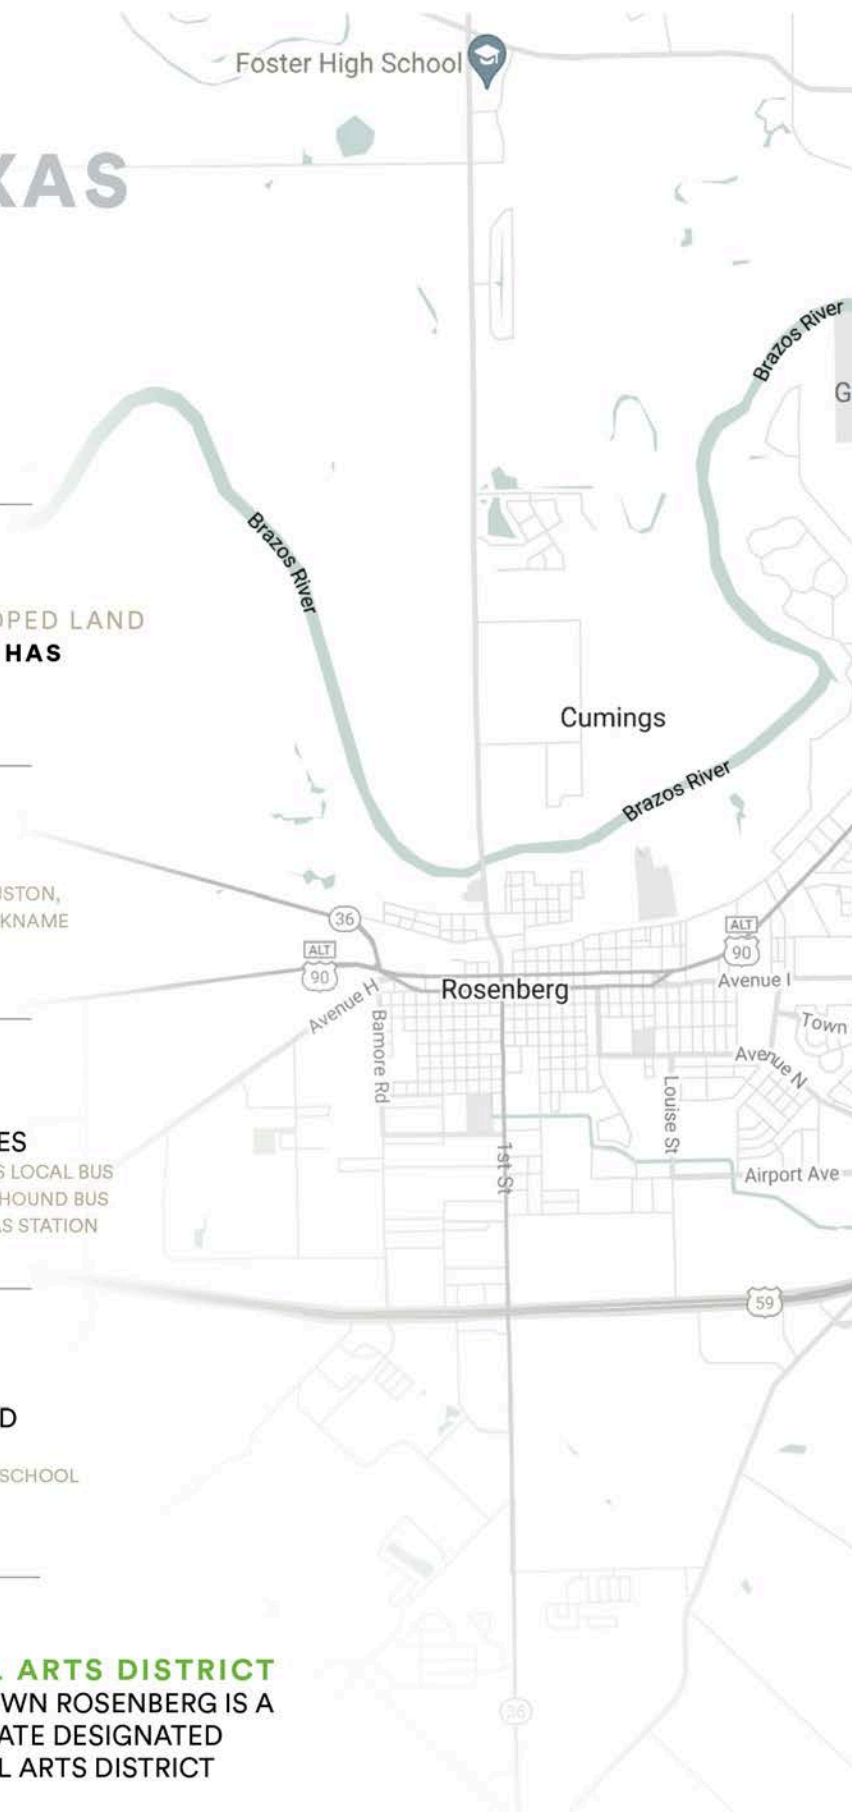 Foster High School
XAS
Brazos River
G
Brazos River
OPED LAND
HAS
Cumings
Brazos River
STON,
KNAME
36
ALT
90
ALT
90
Rosenberg
Avenue I
Avenue H
Bamore Rd
Town
Avenue N
Louise St
ES
S LOCAL BUS
HOUND BUS
S STATION
1st St
Airport Ave
59
D
SCHOOL
L ARTS DISTRICT
WN ROSENBERG IS A
ATE DESIGNATED
L ARTS DISTRICT
36